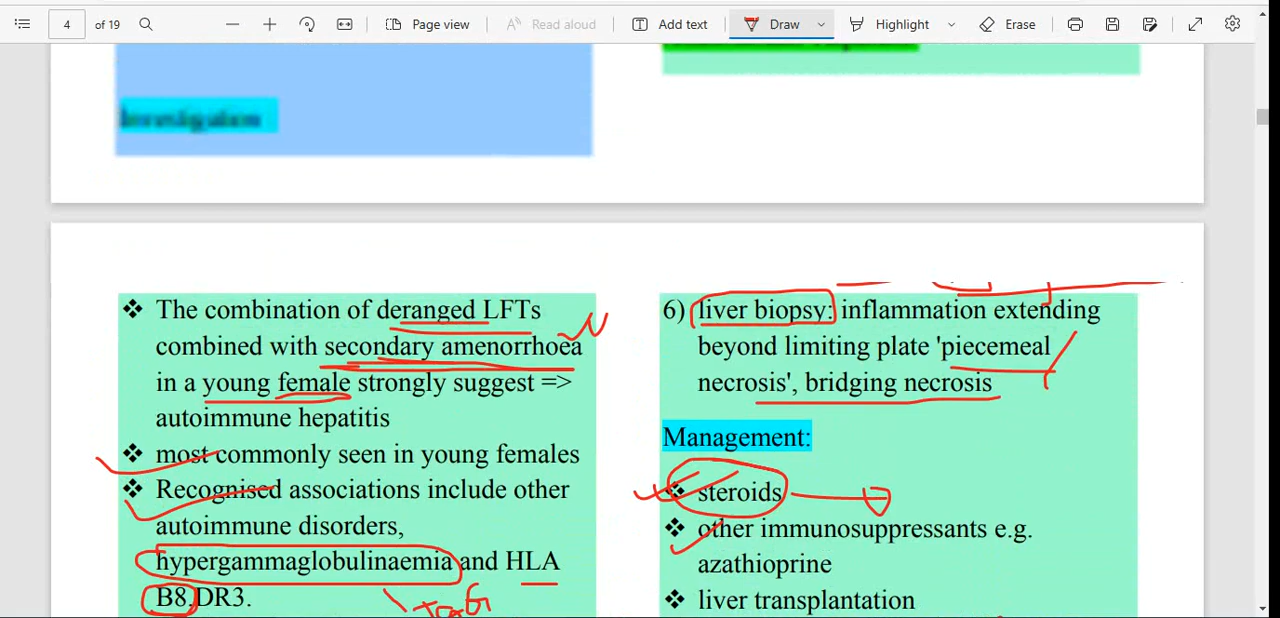 4 of 19 Page view Read aloud Add text Draw Highlight Erase
Investigation
❖ The combination of deranged LFTs
combined with secondary amenorrhoea
in a young female strongly suggest =>
autoimmune hepatitis
❖ most commonly seen in young females
❖ Recognised associations include other
autoimmune disorders,
hypergammaglobulinaemia and HLA
B8,DR3.
6) liver biopsy: inflammation extending
beyond limiting plate 'piecemeal
necrosis', bridging necrosis
Management:
❖ steroids
❖ other immunosuppressants e.g.
azathioprine
❖ liver transplantation